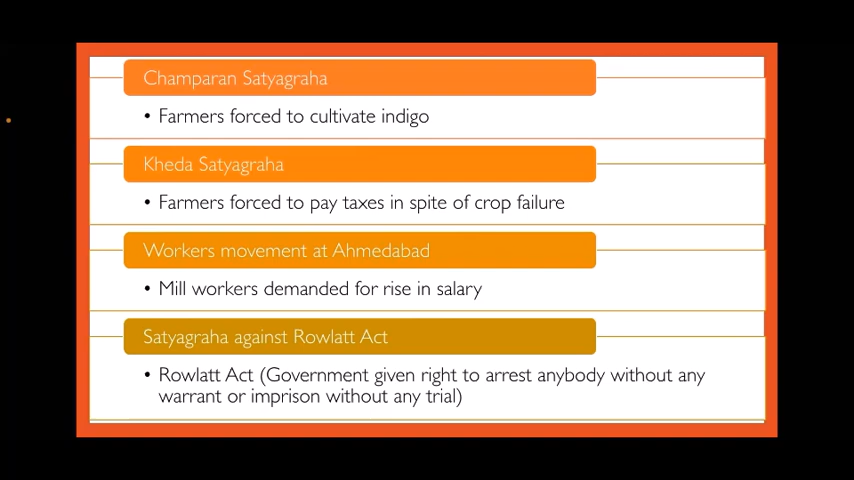 Champaran Satyagraha
• Farmers forced to cultivate indigo
Kheda Satyagraha
• Farmers forced to pay taxes in spite of crop failure
Workers movement at Ahmedabad
• Mill workers demanded for rise in salary
Satyagraha against Rowlatt Act
• Rowlatt Act (Government given right to arrest anybody without any
warrant or imprison without any trial)